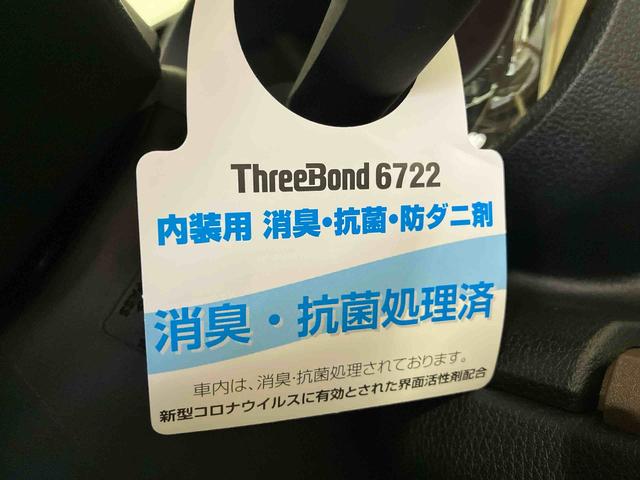 ThreeBond 6722
内装用 消臭・抗菌・防ダニ剤
消臭・抗菌処理済
車内は、消臭・抗菌処理されております。
新型コロナウイルスに有効とされた界面活性剤配合